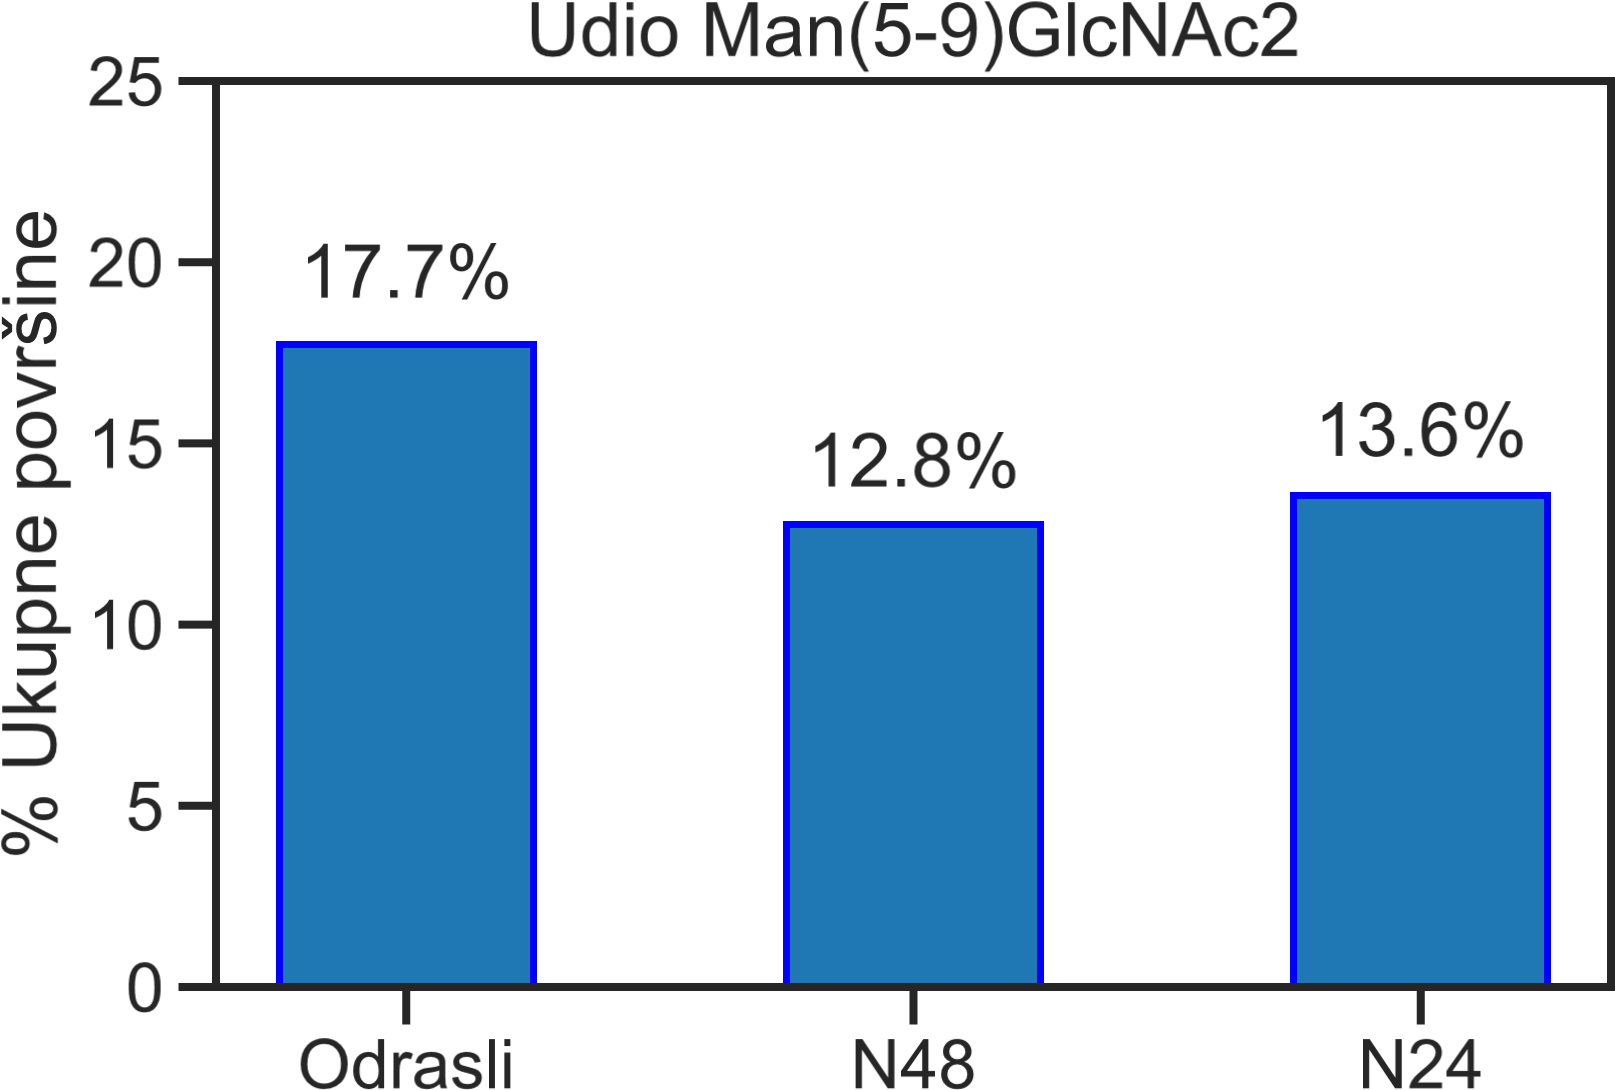 Udio Man(5-9)GlcNAc2
% Ukupne površine
25
20
15
10
5
0
17.7%
12.8%
13.6%
Odrasli
N48
N24